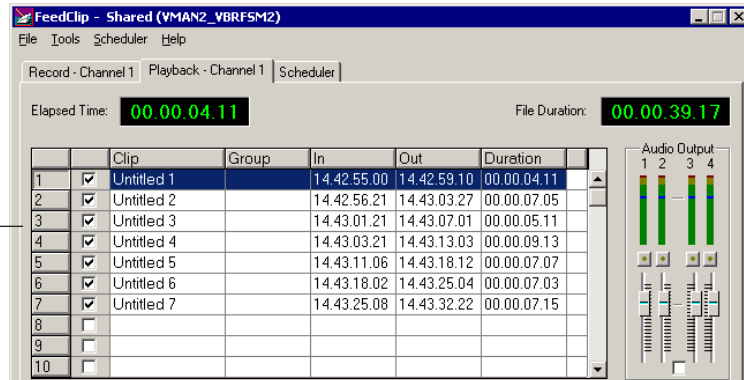 FeedClip - Shared (VMAN2_VBRFSM2)
File Tools Scheduler Help
Record - Channel 1 Playback - Channel 1 Scheduler
Elapsed Time: 00.00.04.11 File Duration: 00.00.39.17
Audio Output
1 2 3 4
Clip Group In Out Duration
1 Untitled 1 14.42.55.00 14.42.59.10 00.00.04.11
2 Untitled 2 14.42.56.21 14.43.03.27 00.00.07.05
3 Untitled 3 14.43.01.21 14.43.07.01 00.00.05.11
4 Untitled 4 14.43.03.21 14.43.13.03 00.00.09.13
5 Untitled 5 14.43.11.06 14.43.18.12 00.00.07.07
6 Untitled 6 14.43.18.02 14.43.25.04 00.00.07.03
7 Untitled 7 14.43.25.08 14.43.32.22 00.00.07.15
8
9
10